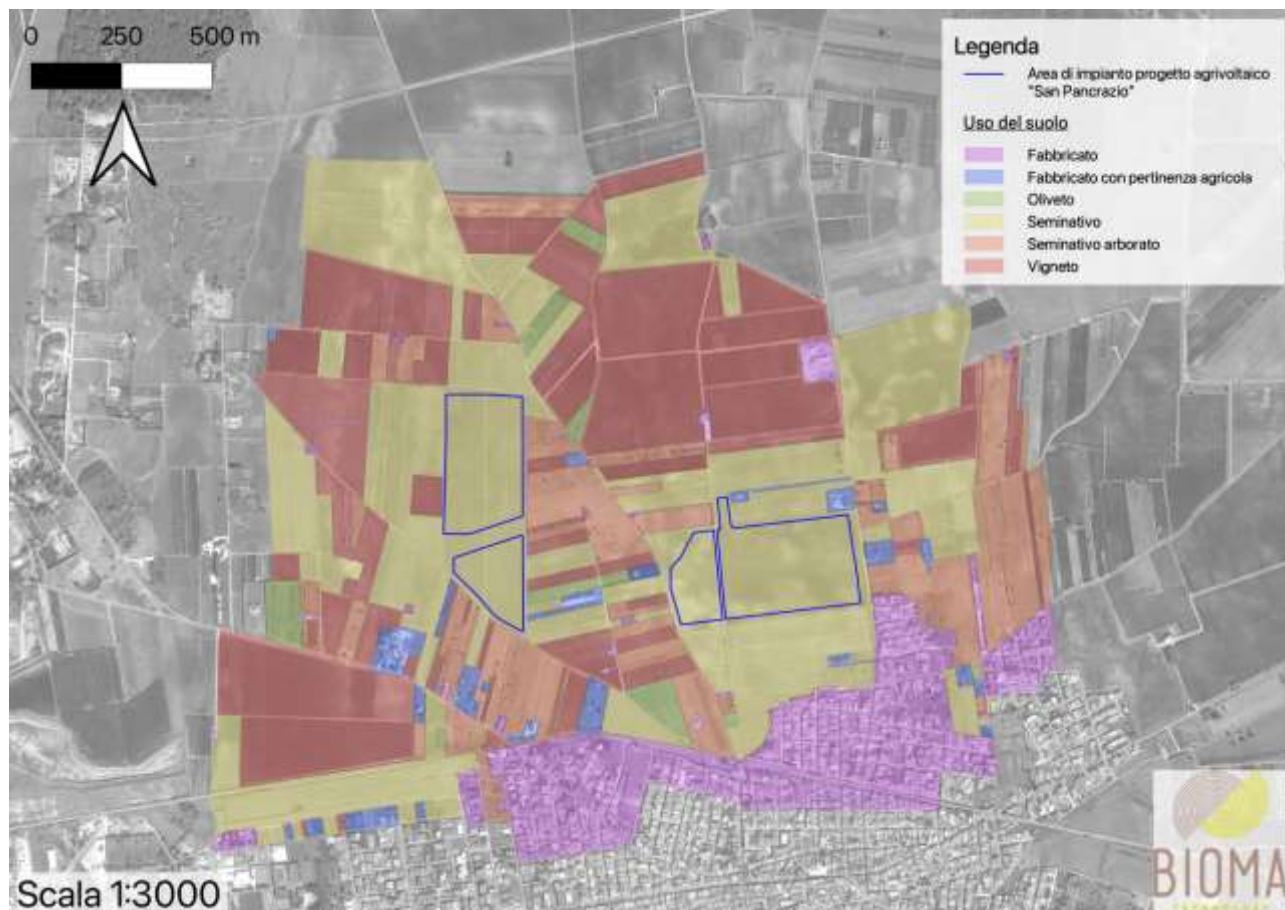 0 250 500 m
Legenda
Area di impianto progetto agrivoltaico
"San Pancrazio"
Uso del suolo
Fabbricato
Fabbricato con pertinenza agricola
Oliveto
Seminativo
Seminativo arborato
Vigneto
Scala 1:3000
BIOMA